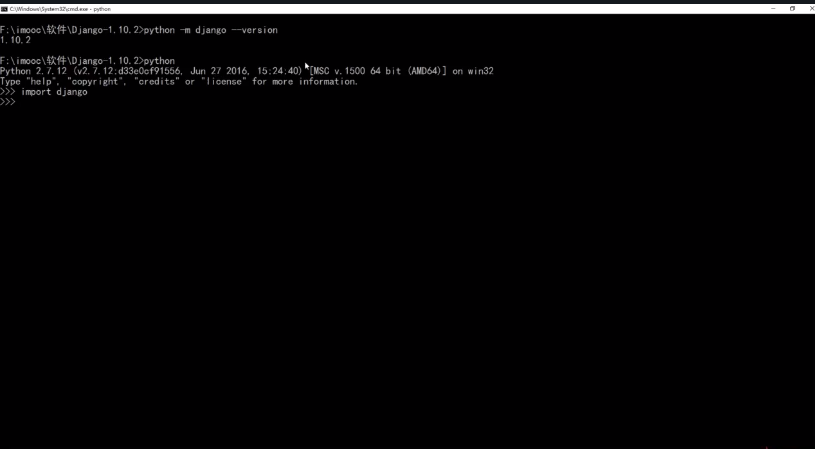 C:\Windows\System32\cmd.exe - python
F:\imooc\软件\Django-1.10.2>python -m django --version
1.10.2
F:\imooc\软件\Django-1.10.2>python
Python 2.7.12 (v2.7.12:d33e0cf91556, Jun 27 2016, 15:24:40) [MSC v.1500 64 bit (AMD64)] on win32
Type "help", "copyright", "credits" or "license" for more information.
>>> import django
>>>